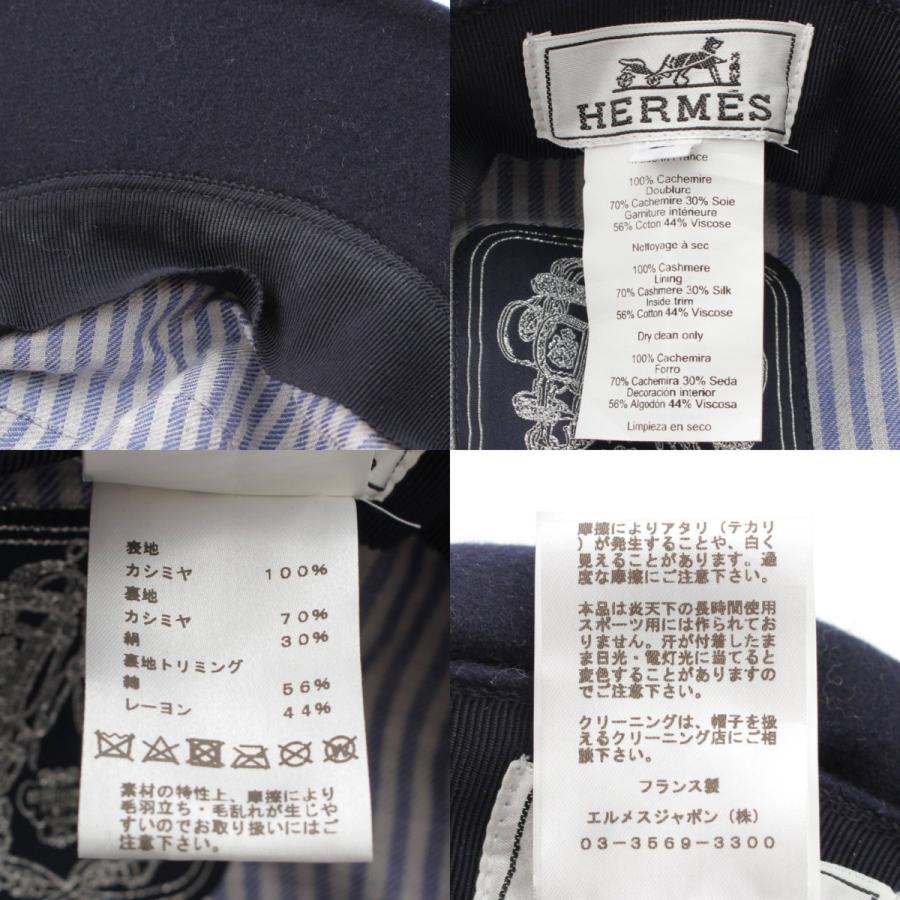 HERMÈS
Made in France
100% Cachemire
Doublure
70% Cachemire 30% Soie
Garniture intérieure
56% Coton 44% Viscose
Nettoyage à sec
100% Cashmere
Lining
70% Cashmere 30% Silk
Inside trim
56% Cotton 44% Viscose
Dry clean only
100% Cachemira
Forro
70% Cachemira 30% Seda
Decoración interior
56% Algodón 44% Viscosa
Limpieza en seco
表地
カシミヤ 100%
裏地
カシミヤ 70%
絹 30%
裏地トリミング
綿 56%
レーヨン 44%
素材の特性上、摩擦により
毛羽立ち・毛乱れが生じや
すいのでお取り扱いにはご
注意下さい。
摩擦によりアタリ（テカリ
）が発生することや、白く
見えることがあります。過
度な摩擦にご注意下さい。
本品は炎天下の長時間使用
スポーツ用には作られてお
りません。汗が付着したま
ま日光・電灯光に当てると
変色することがありますの
でご注意下さい。
クリーニングは、帽子を扱
えるクリーニング店にご相
談下さい。
フランス製
エルメスジャポン（株）
03-3569-3300